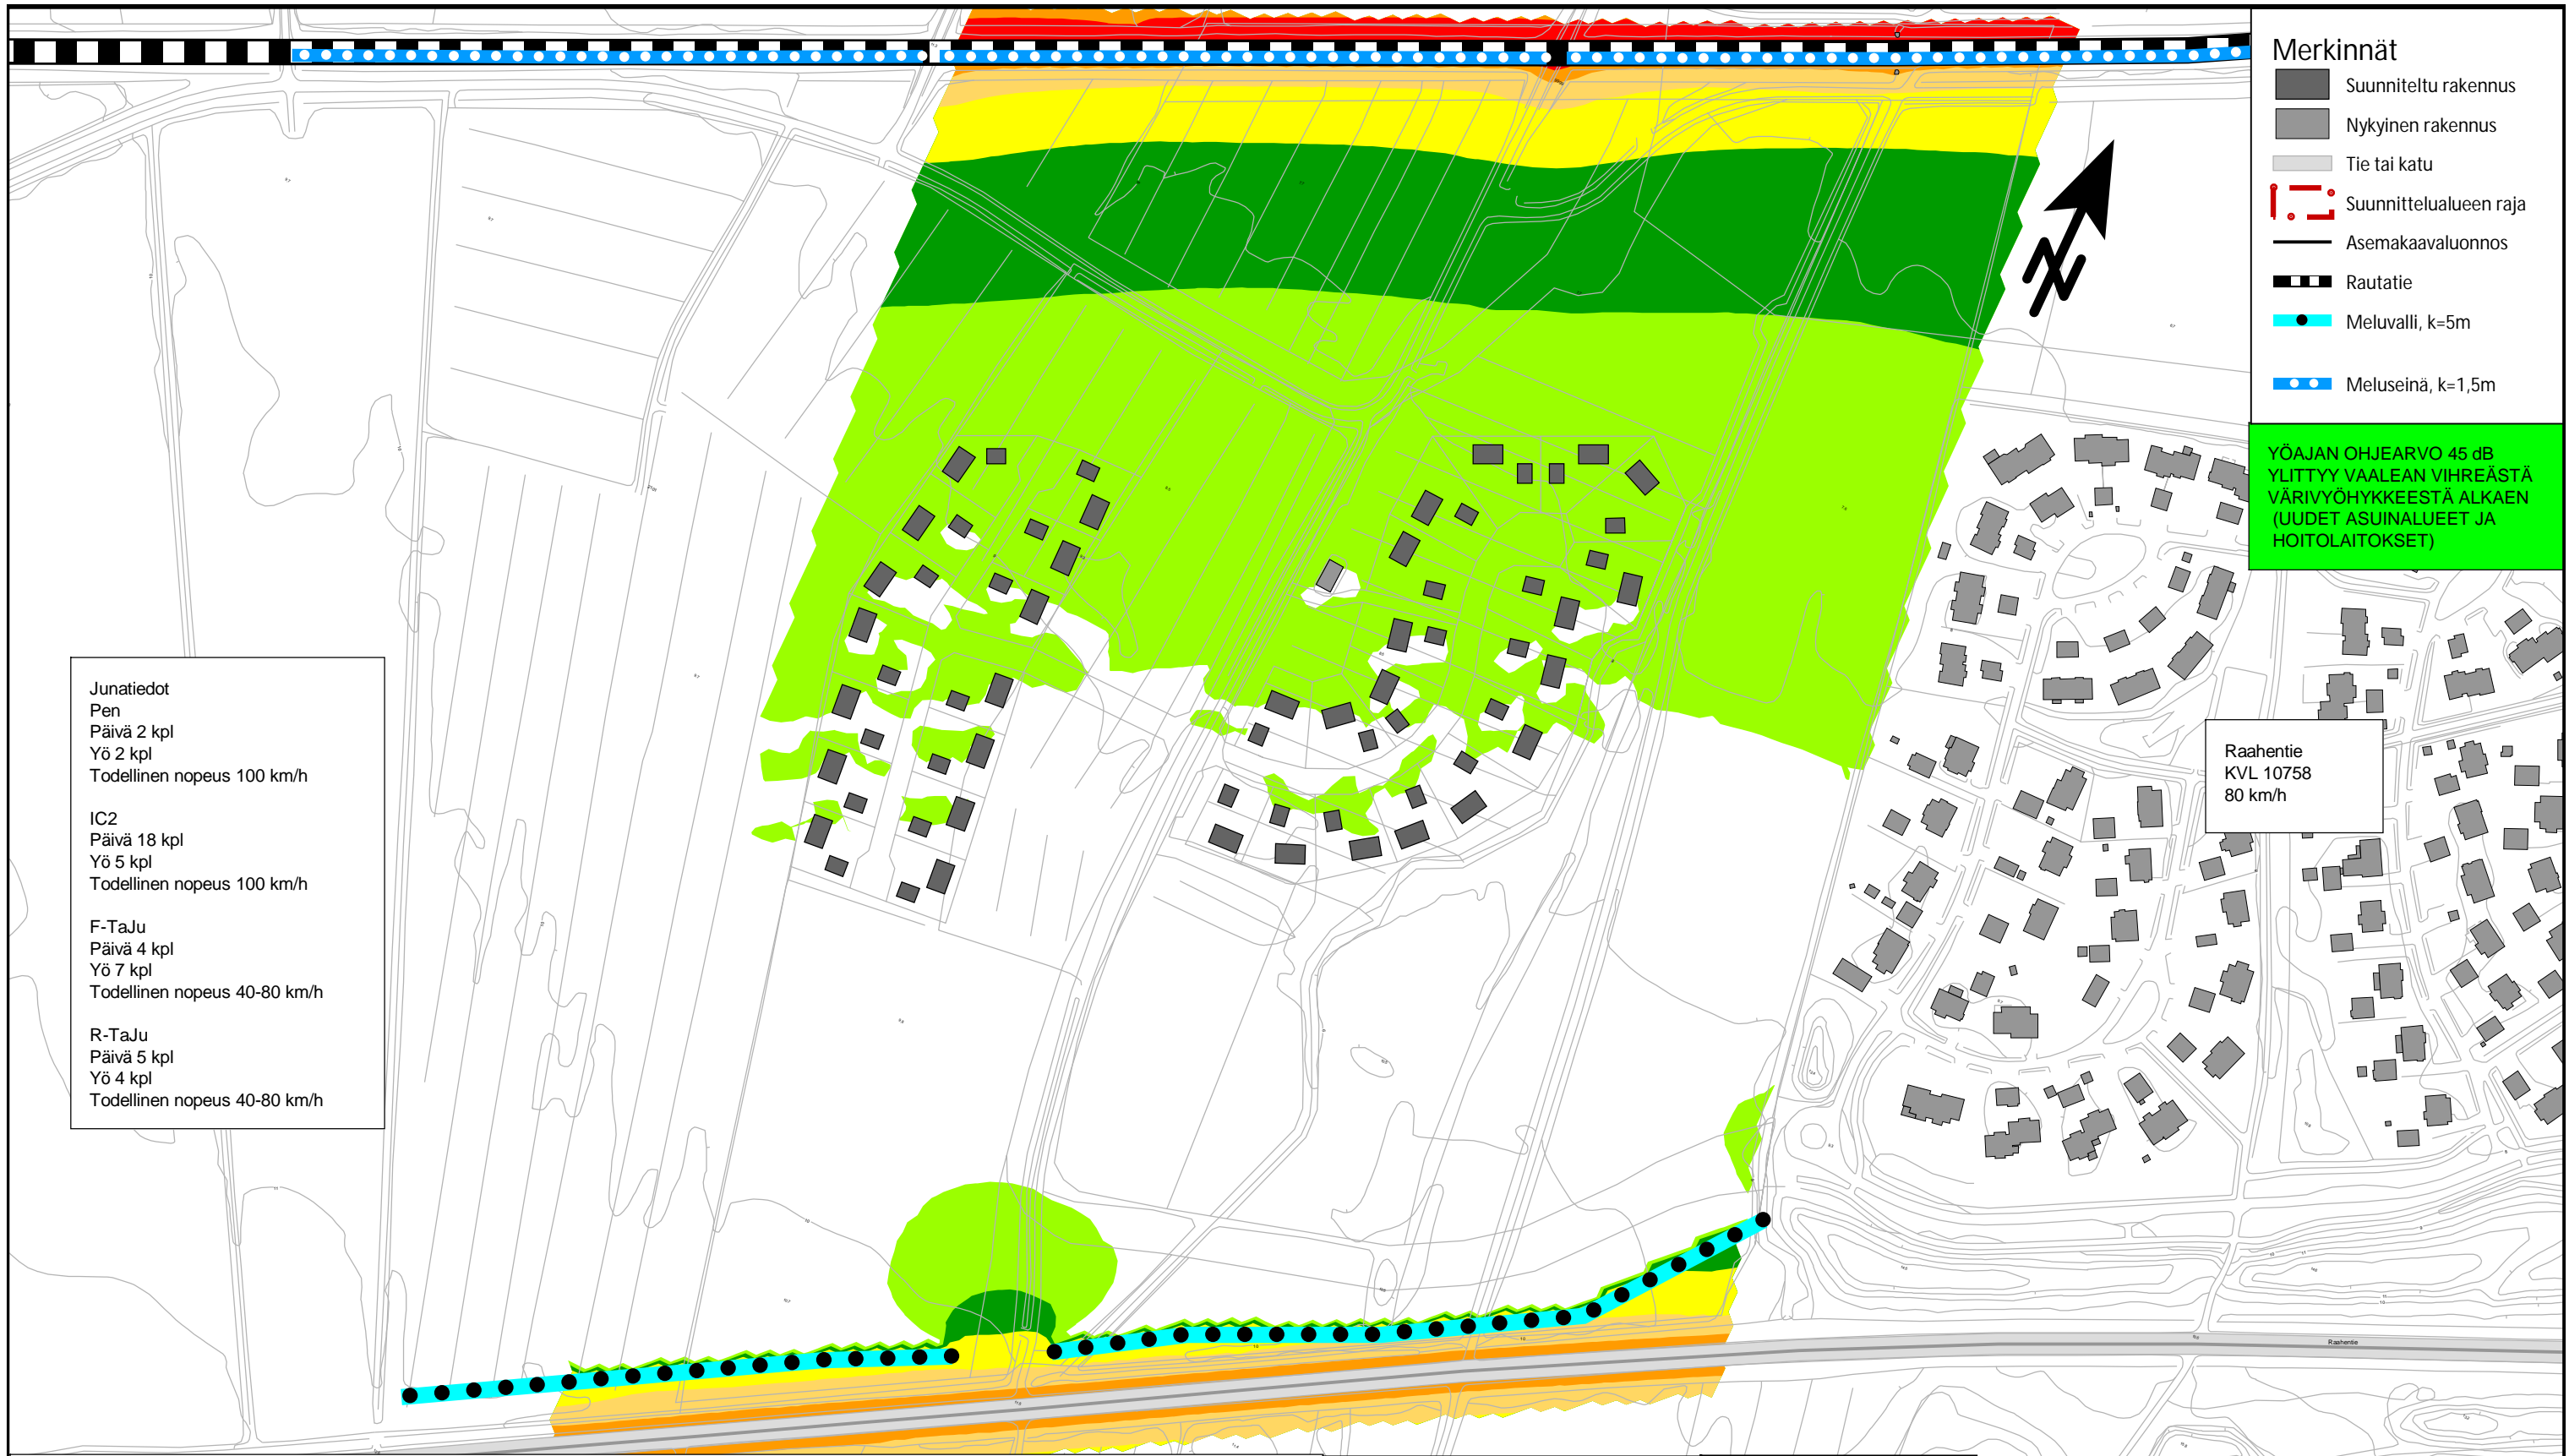 Merkinnät
Suunniteltu rakennus
Nykyinen rakennus
Tie tai katu
Suunnittelualueen raja
Asemakaavaluonnos
Rautatie
Meluvalli, k=5m
Meluseinä, k=1,5m
YÖAJAN OHJEARVO 45 dB
YLITTYY VAALEAN VIHREÄSTÄ
VÄRIVYÖHYKKEESTÄ ALKAEN
(UUDET ASUINALUEET JA
HOITOLAITOKSET)
Junatiedot
Pen
Päivä 2 kpl
Yö 2 kpl
Todellinen nopeus 100 km/h
IC2
Päivä 18 kpl
Yö 5 kpl
Todellinen nopeus 100 km/h
F-TaJu
Päivä 4 kpl
Yö 7 kpl
Todellinen nopeus 40-80 km/h
R-TaJu
Päivä 5 kpl
Yö 4 kpl
Todellinen nopeus 40-80 km/h
Raahentie
KVL 10758
80 km/h
Raahentie